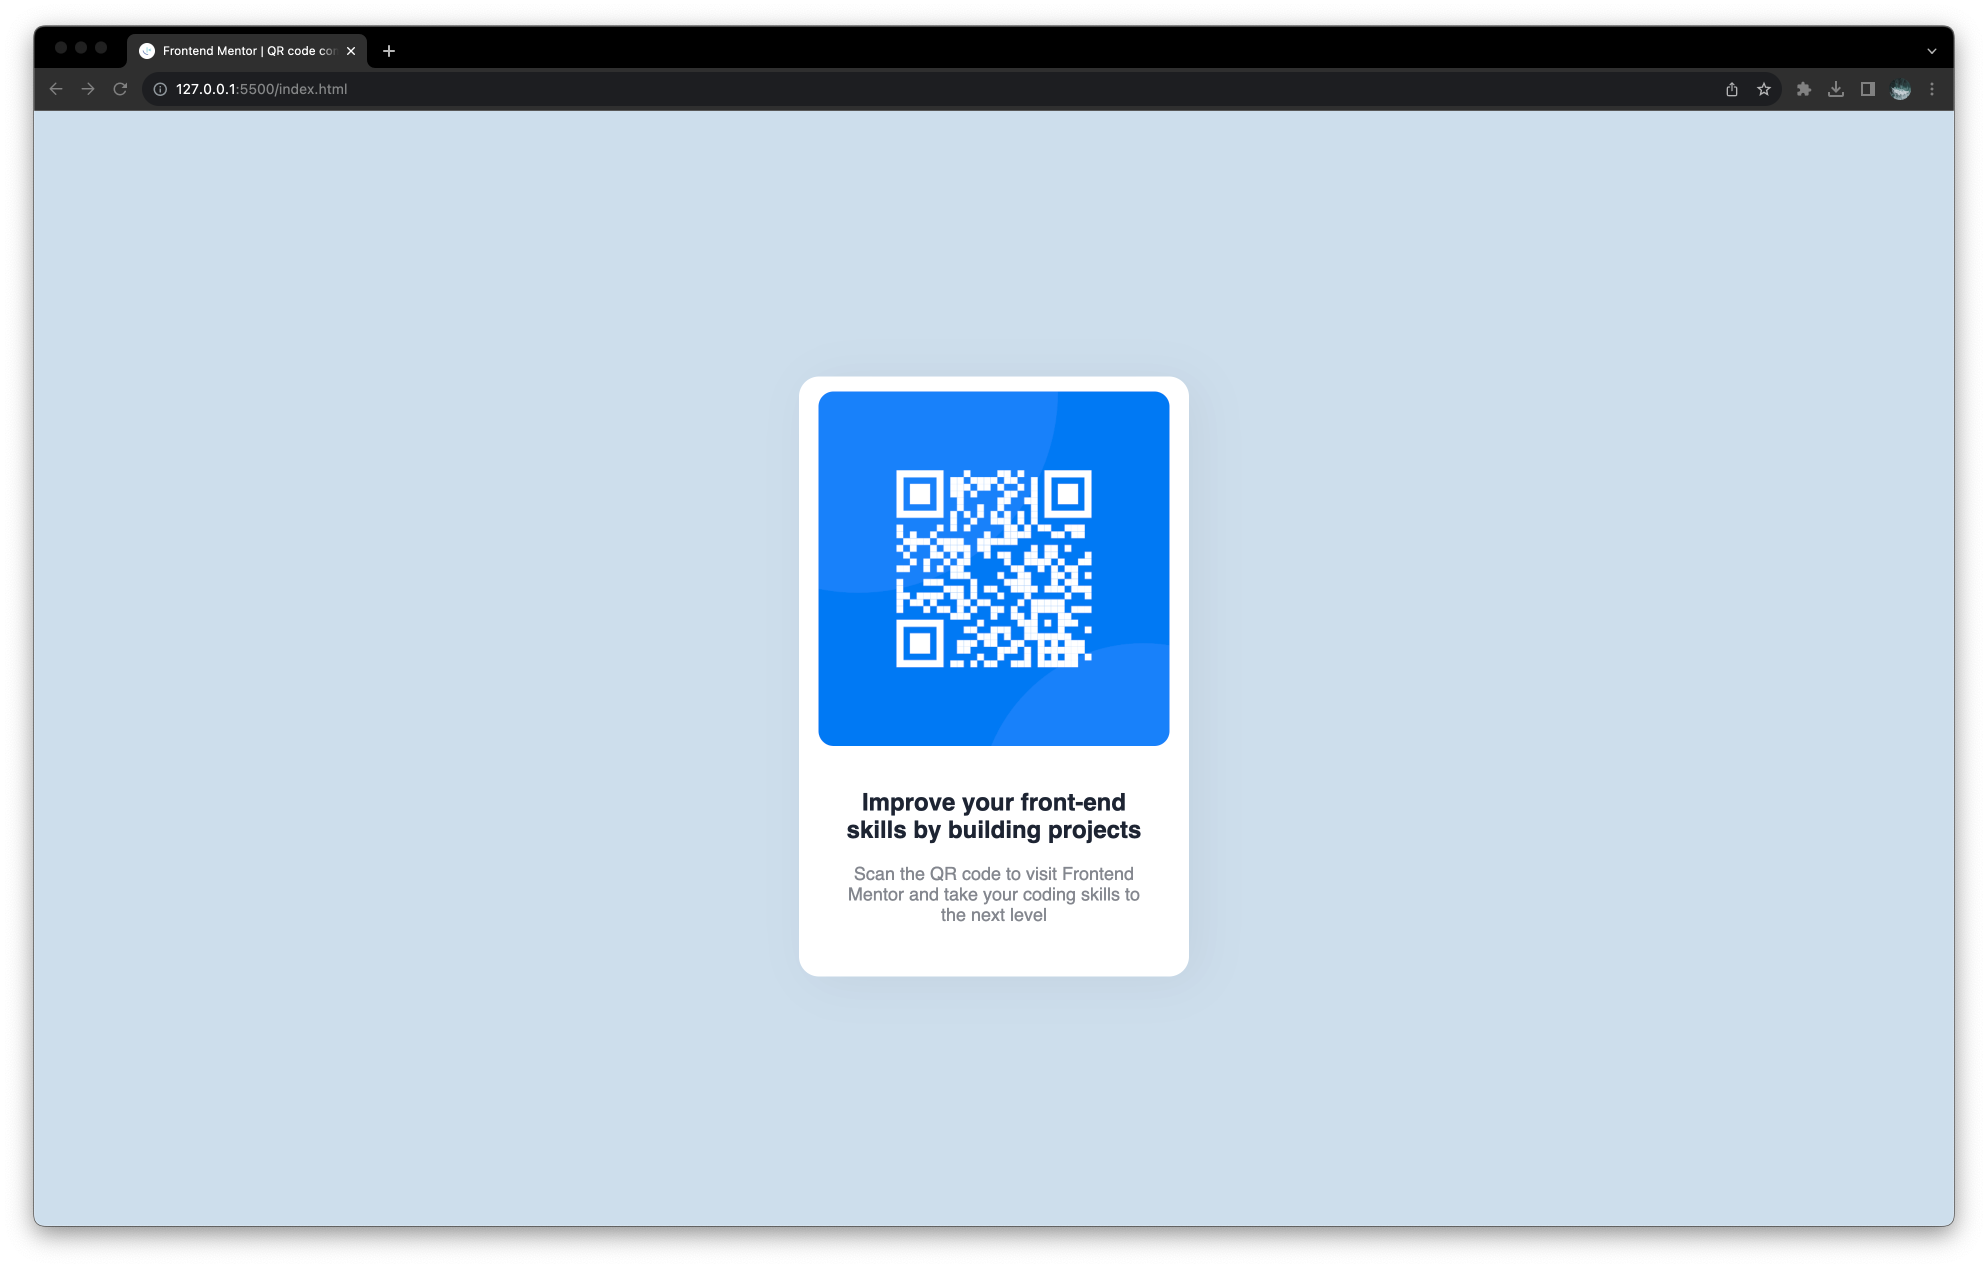 Frontend Mentor | QR code co
127.0.0.1:5500/index.html
Improve your front-end
skills by building projects
Scan the QR code to visit Frontend
Mentor and take your coding skills to
the next level